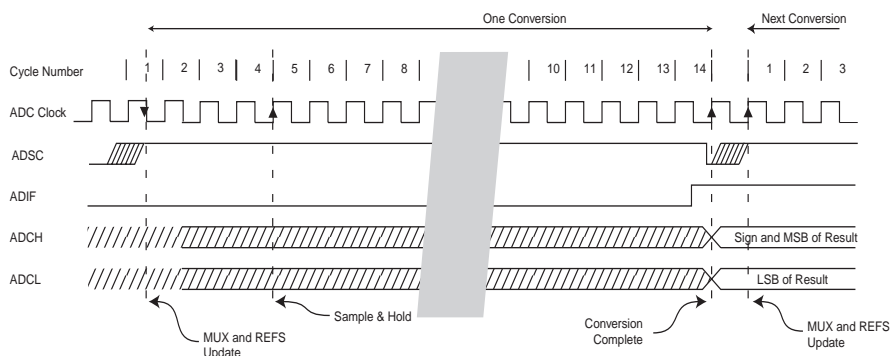 One Conversion
Next Conversion
Cycle Number 1 2 3 4 5 6 7 8 10 11 12 13 14 1 2 3
ADC Clock
ADSC
ADIF
ADCH
Sign and MSB of Result
ADCL
LSB of Result
MUX and REFS
Update
Sample & Hold
Conversion
Complete
MUX and REFS
Update